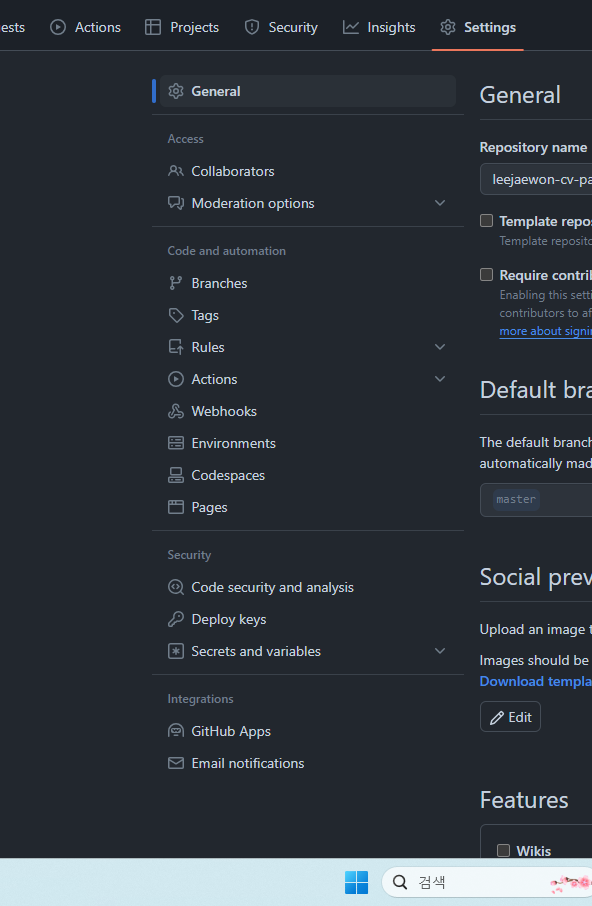 ests Actions Projects Security Insights Settings
General
Access
Collaborators
Moderation options
Code and automation
Branches
Tags
Rules
Actions
Webhooks
Environments
Codespaces
Pages
Security
Code security and analysis
Deploy keys
Secrets and variables
Integrations
GitHub Apps
Email notifications
General
Repository name
leejaewon-cv-pa
Template repos
Template reposito
Require contrib
Enabling this setti
contributors to af
more about signin
Default bra
The default branch
automatically mad
master
Social prev
Upload an image t
Images should be
Download templa
Edit
Features
Wikis
검색